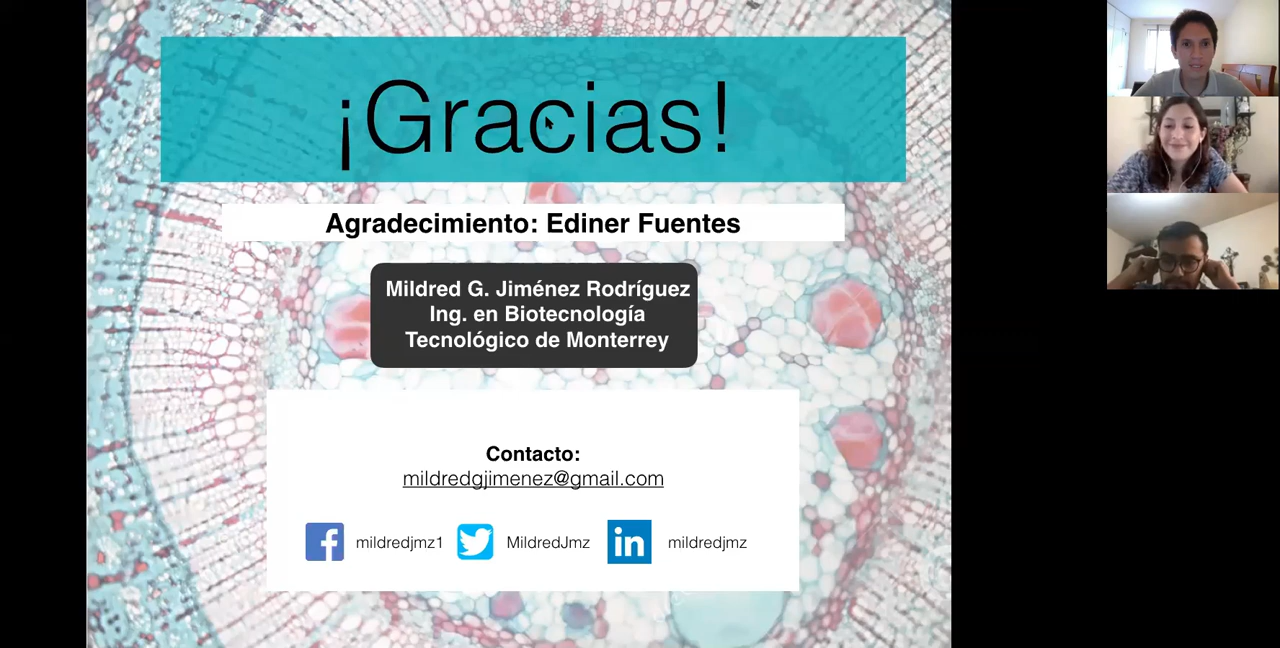 ¡Gracias!
Agradecimiento: Ediner Fuentes
Mildred G. Jiménez Rodríguez
Ing. en Biotecnología
Tecnológico de Monterrey
Contacto:
mildredgjimenez@gmail.com
mildredjmz1 MildredJmz in mildredjmz